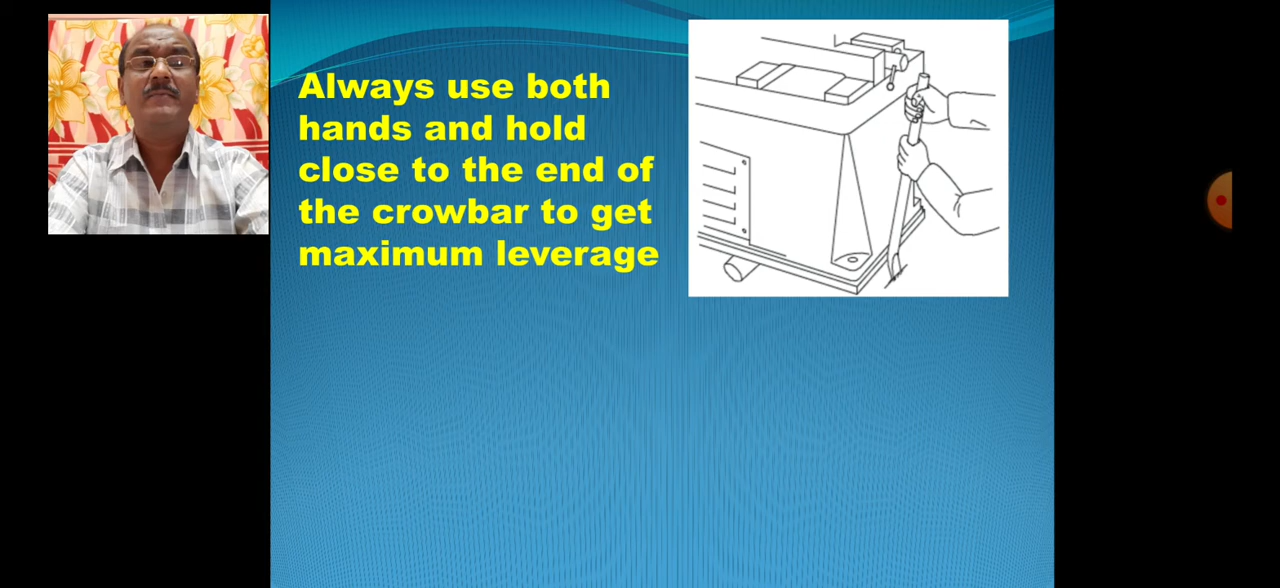 Always use both
hands and hold
close to the end of
the crowbar to get
maximum leverage